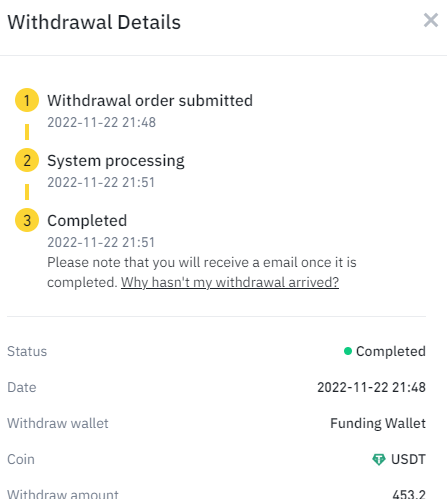 Withdrawal Details
1 Withdrawal order submitted
2022-11-22 21:48
2 System processing
2022-11-22 21:51
3 Completed
2022-11-22 21:51
Please note that you will receive a email once it is
completed. Why hasn't my withdrawal arrived?
Status Completed
Date 2022-11-22 21:48
Withdraw wallet Funding Wallet
Coin USDT
Withdraw amount 453.2